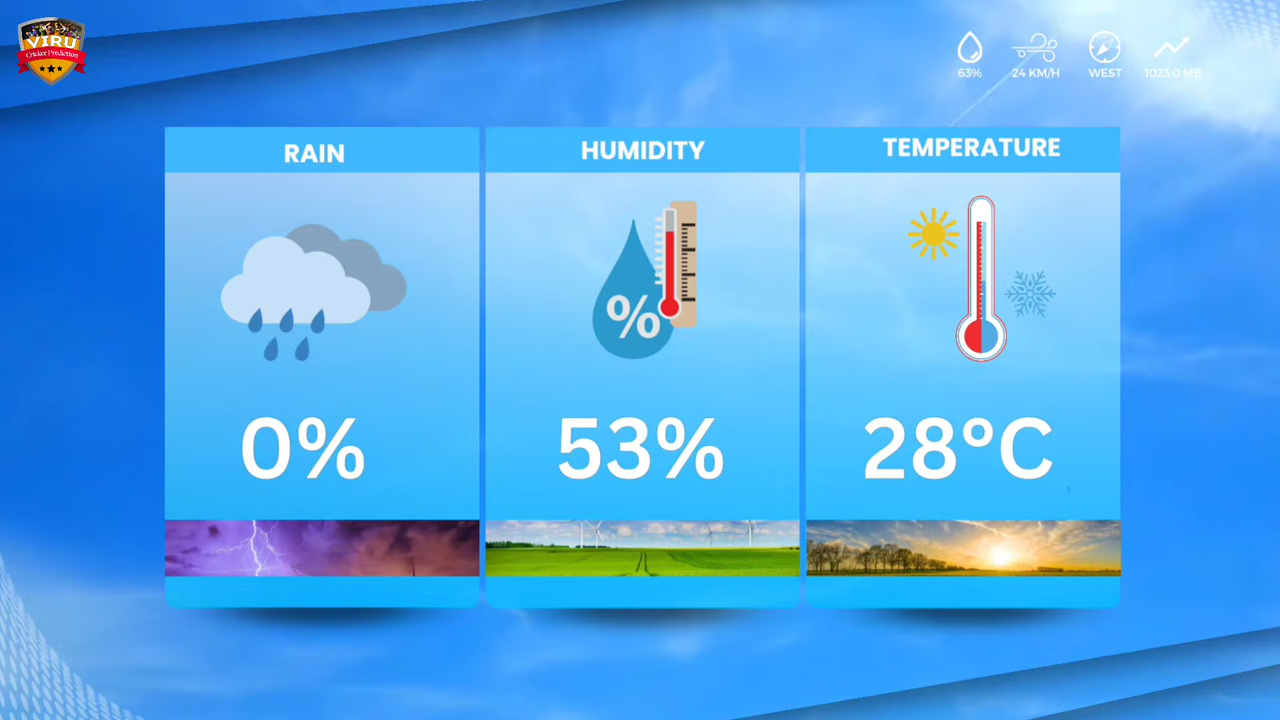 VIRU
Cricket Prediction
63%
24 KM/H
WEST
1023.0 MB
RAIN
HUMIDITY
TEMPERATURE
%
0%
53%
28°C